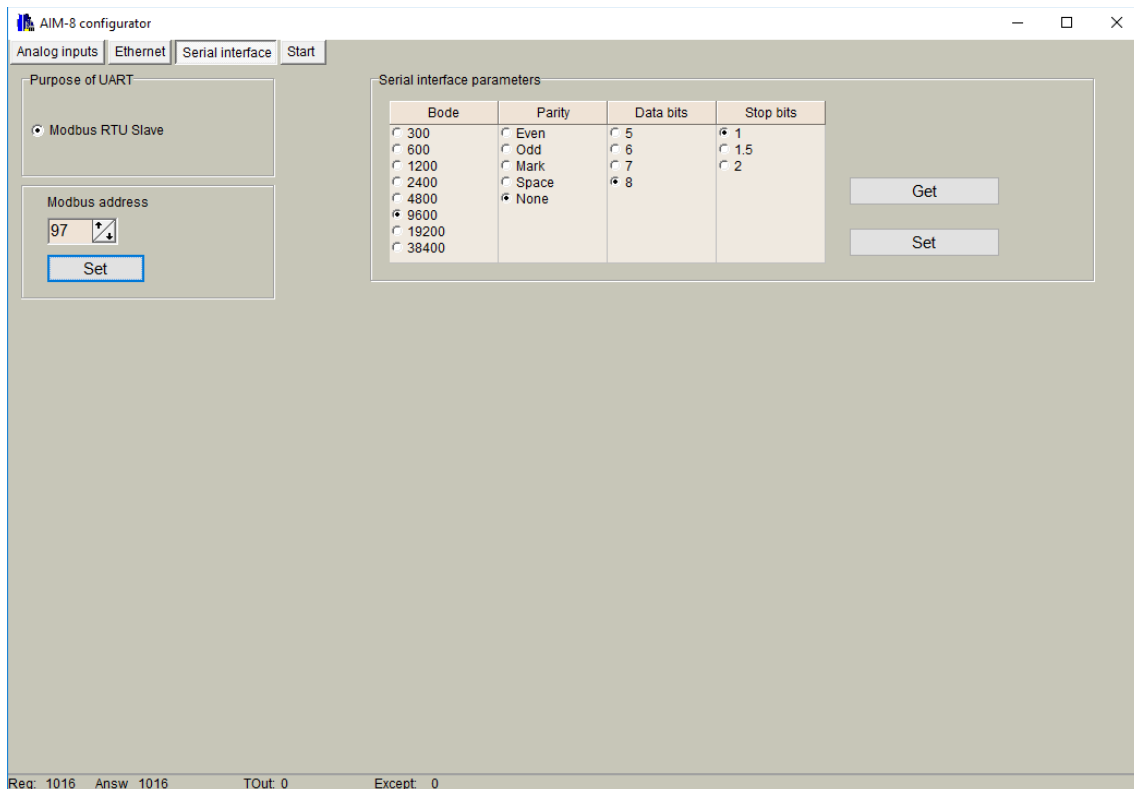 AIM-8 configurator
Analog inputs Ethernet Serial interface Start
Purpose of UART
Modbus RTU Slave
Modbus address
97
Set
Serial interface parameters
Bode Parity Data bits Stop bits
300 Even 5 1
600 Odd 6 1.5
1200 Mark 7 2
2400 Space 8
4800 None
9600
19200
38400
Get
Set
Req: 1016 Answ 1016 TOut: 0 Except: 0